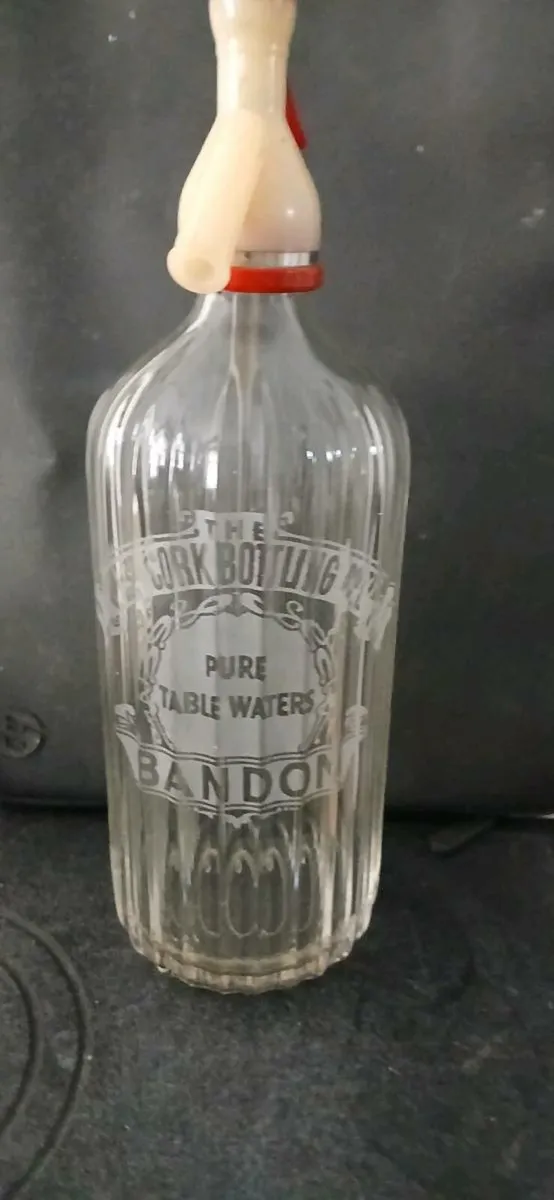 THE
CORK BOTTLING
PURE
TABLE WATERS
BANDON